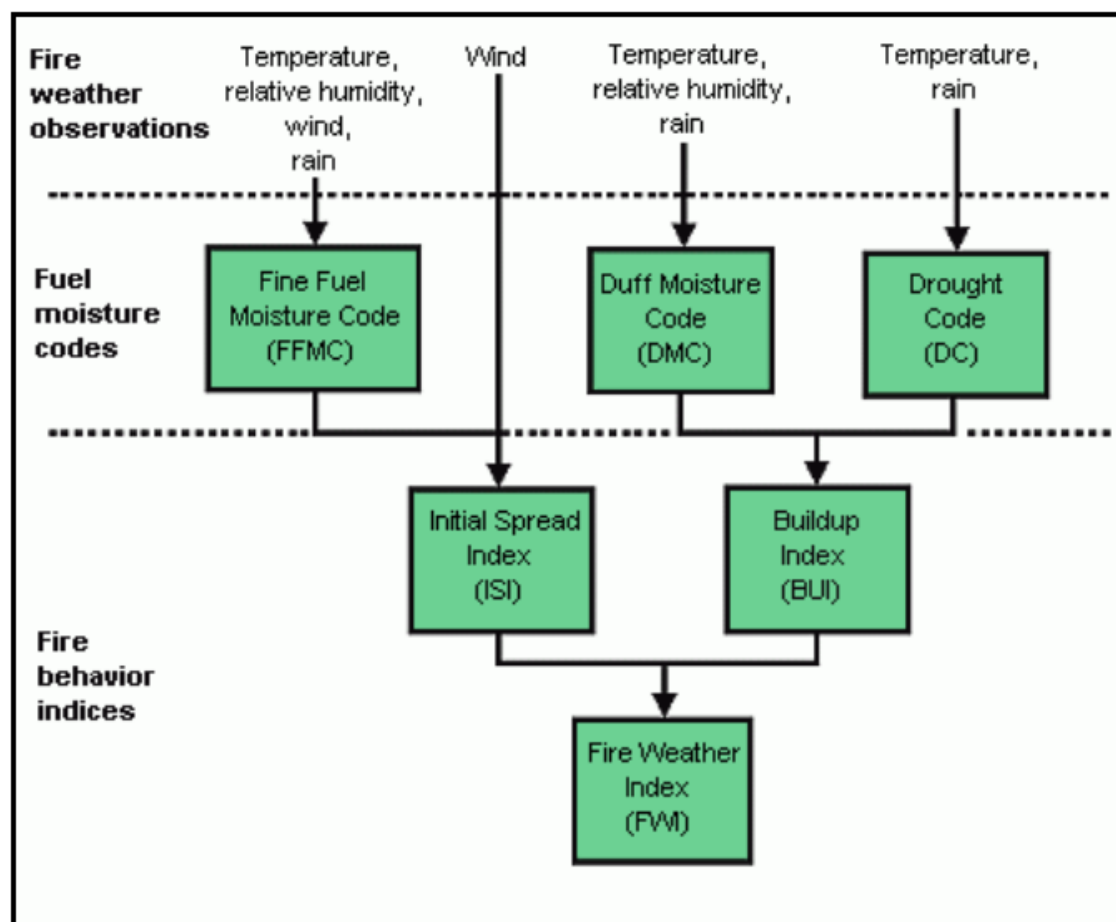 Fire
weather
observations
Temperature,
relative humidity,
wind,
rain
Wind
Temperature,
relative humidity,
rain
Temperature,
rain
Fuel
moisture
codes
Fine Fuel
Moisture Code
(FFMC)
Duff Moisture
Code
(DMC)
Drought
Code
(DC)
Fire
behavior
indices
Initial Spread
Index
(ISI)
Buildup
Index
(BUI)
Fire Weather
Index
(FWI)